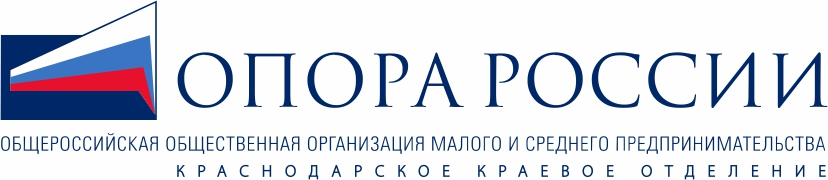 ОПОРА РОССИИ
ОБЩЕРОССИЙСКАЯ ОБЩЕСТВЕННАЯ ОРГАНИЗАЦИЯ МАЛОГО И СРЕДНЕГО ПРЕДПРИНИМАТЕЛЬСТВА
КРАСНОДАРСКОЕ КРАЕВОЕ ОТДЕЛЕНИЕ